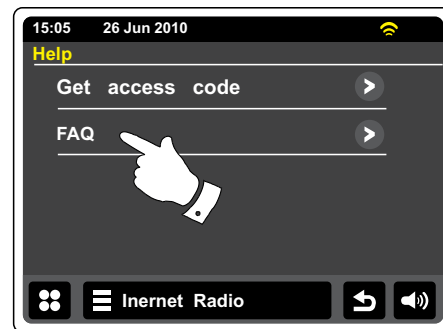 15:05 26 Jun 2010
Help
Get access code
FAQ
Inernet Radio